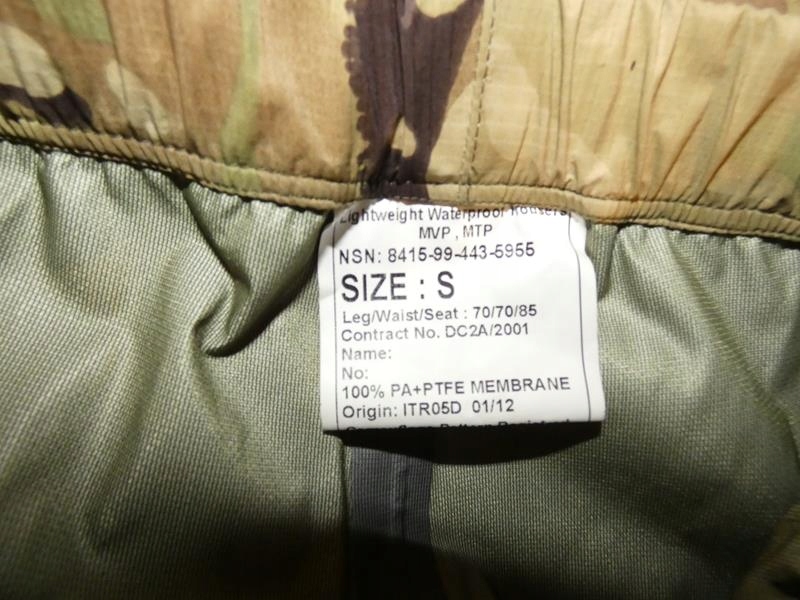 Lightweight Waterproof Trousers
MVP , MTP
NSN: 8415-99-443-5955
SIZE : S
Leg/Waist/Seat : 70/70/85
Contract No. DC2A/2001
Name:
No:
100% PA+PTFE MEMBRANE
Origin: ITR05D 01/12